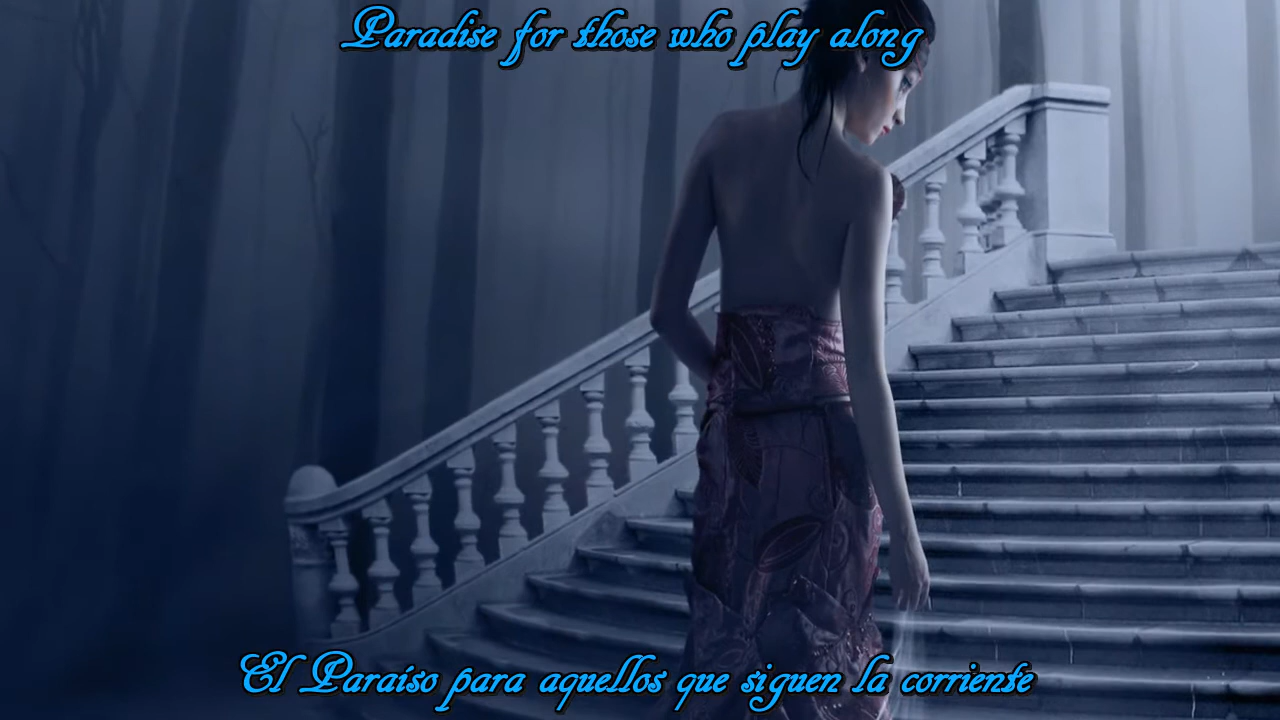 Paradise for those who play along
El Paraíso para aquellos que siguen la corriente